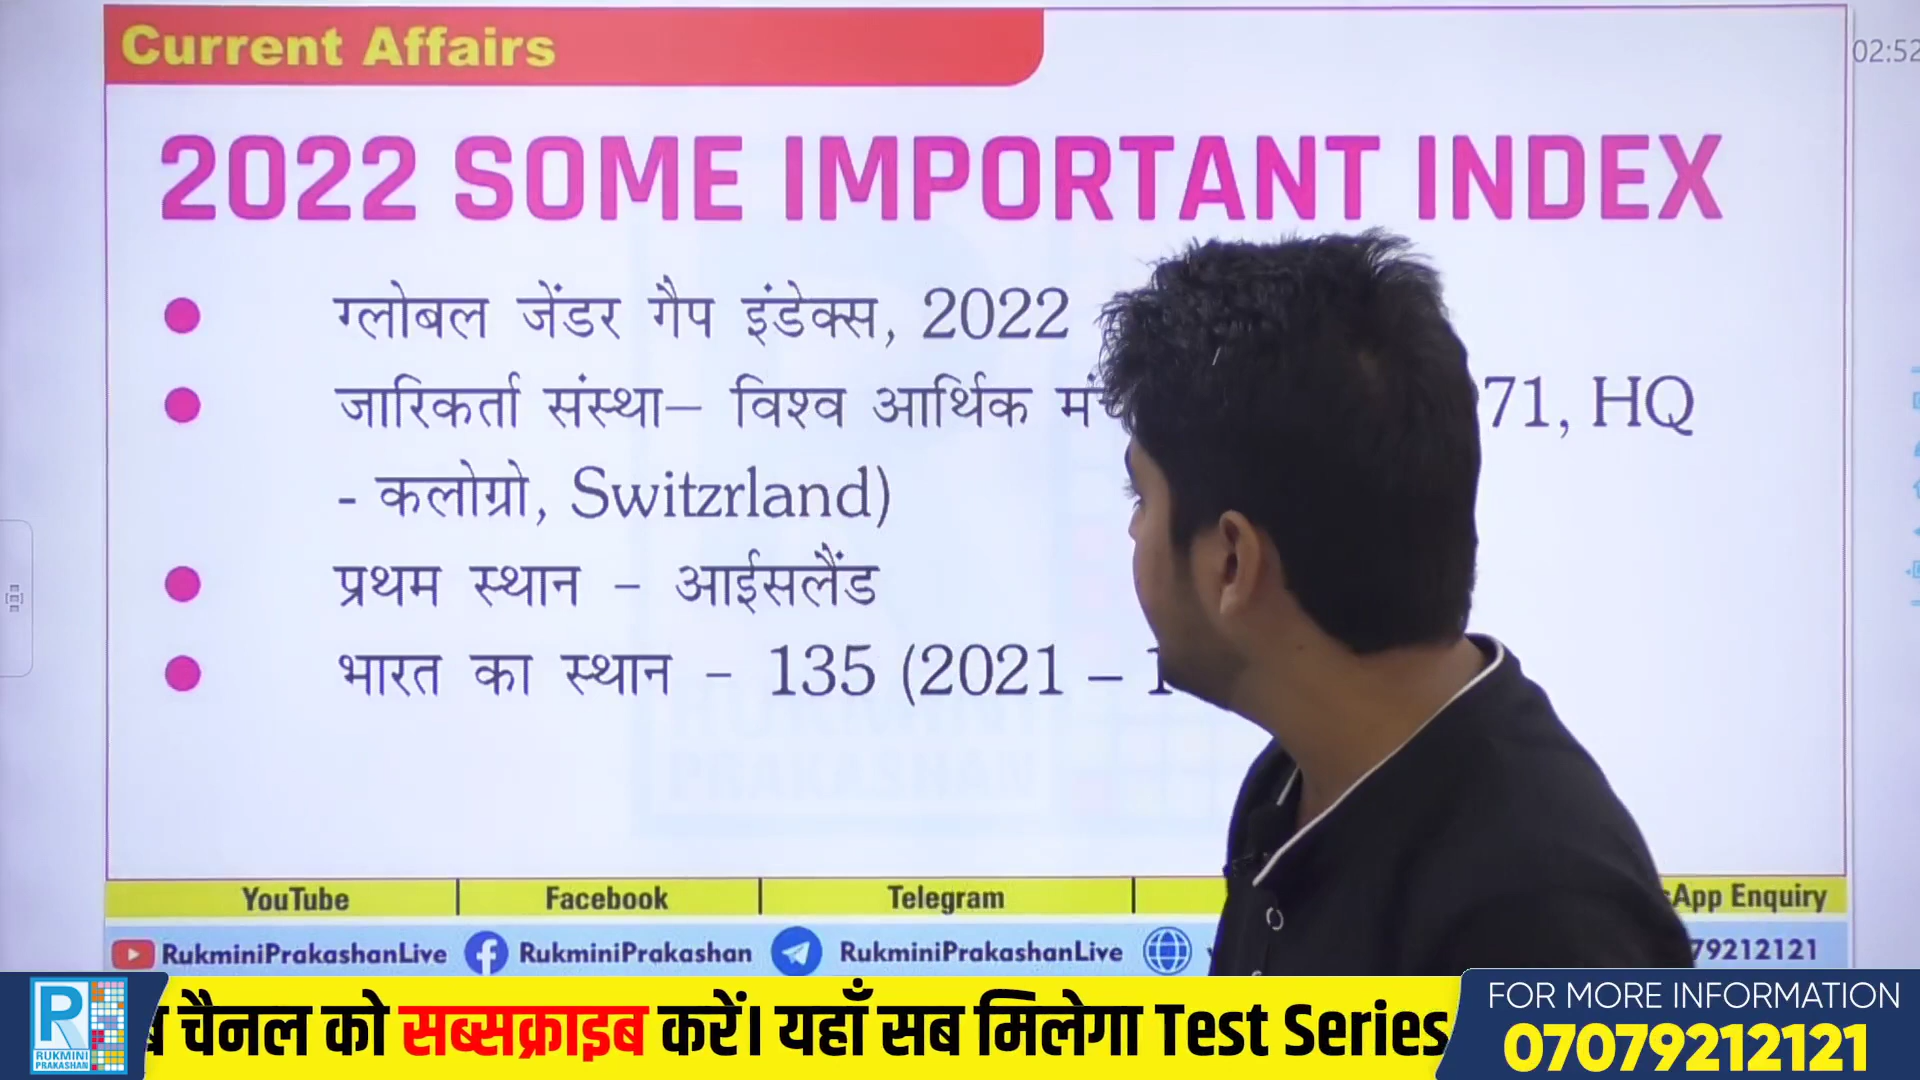 Current Affairs
02:52
2022 SOME IMPORTANT INDEX
ग्लोबल जेंडर गैप इंडेक्स, 2022
जारिकर्ता संस्था– विश्व आर्थिक 71, HQ
- कलोग्रो, Switzrland)
प्रथम स्थान - आईसलैंड
भारत का स्थान - 135 (2021 –
RUKMINI
PRAKASHAN
YouTube Facebook Telegram App Enquiry
RukminiPrakashanLive RukminiPrakashan RukminiPrakashanLive 79212121
R RUKMINI PRAKASHAN
चैनल को सब्सक्राइब करें। यहाँ सब मिलेगा Test Series
FOR MORE INFORMATION
07079212121